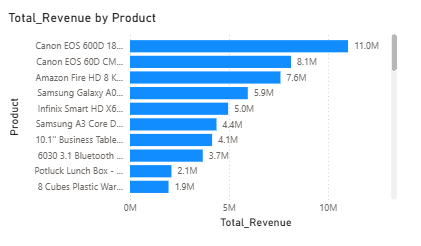 Total_Revenue by Product
Product
Canon EOS 600D 18... 11.0M
Canon EOS 60D CM... 8.1M
Amazon Fire HD 8 K... 7.6M
Samsung Galaxy A0... 5.9M
Infinix Smart HD X6... 5.0M
Samsung A3 Core D... 4.4M
10.1" Business Table... 4.1M
6030 3.1 Bluetooth ... 3.7M
Potluck Lunch Box - ... 2.1M
8 Cubes Plastic War... 1.9M
0M 5M 10M
Total_Revenue